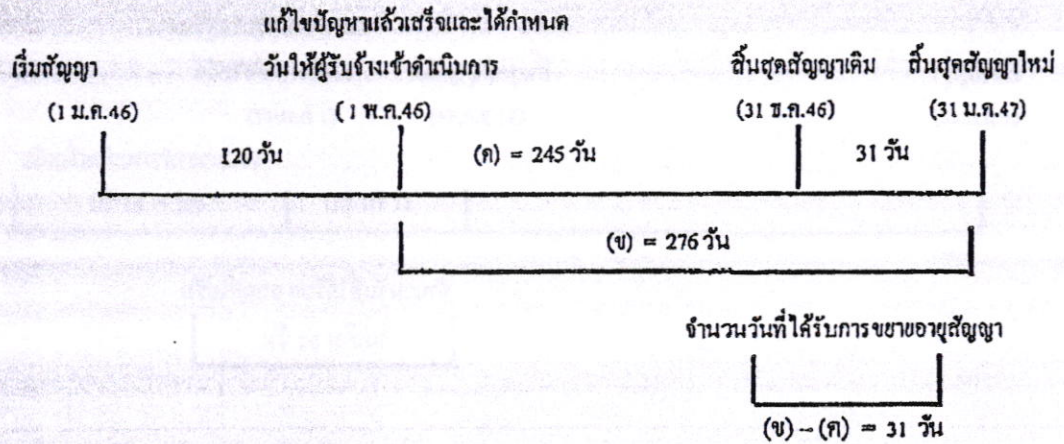 แก้ไขปัญหาแล้วเสร็จและได้กำหนด
เริ่มสัญญา วันให้ผู้รับจ้างเข้าดำเนินการ สิ้นสุดสัญญาเดิม สิ้นสุดสัญญาใหม่
(1 ม.ค.46) (1 พ.ค.46) (31 ธ.ค.46) (31 ม.ค.47)
120 วัน (ค) = 245 วัน 31 วัน
(ข) = 276 วัน
จำนวนวันที่ได้รับการขยายอายุสัญญา
(ข) – (ค) = 31 วัน